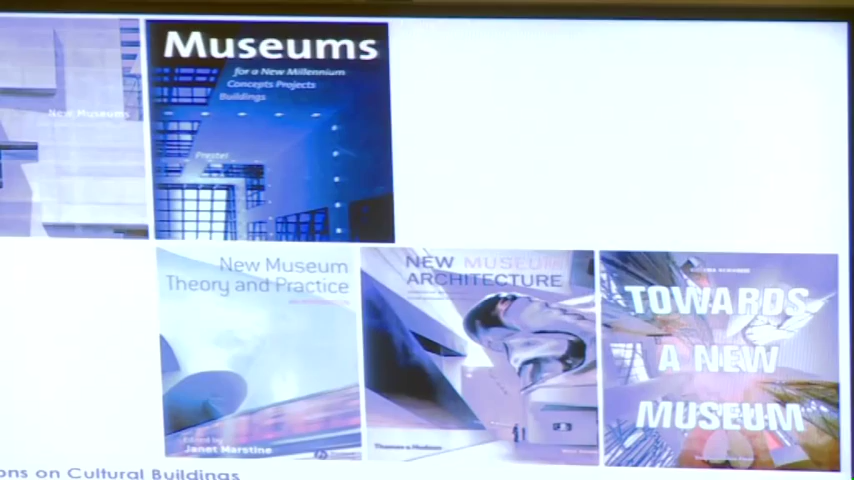 New Museums
Museums
for a New Millennium
Concepts Projects
Buildings
Prestel
New Museum
Theory and Practice
Edited by
Janet Marstine
NEW MUSEUM
ARCHITECTURE
Thames & Hudson
TOWARDS
A NEW
MUSEUM
ons on Cultural Buildings